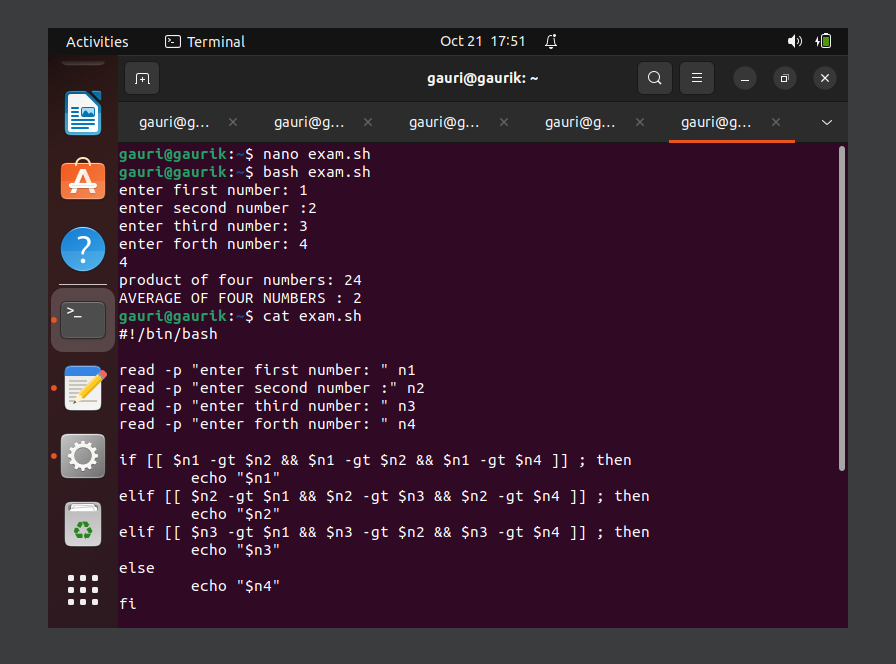 Activities Terminal Oct 21 17:51
gauri@gaurik: ~
gauri@g... gauri@g... gauri@g... gauri@g... gauri@g...
gauri@gaurik:~$ nano exam.sh
gauri@gaurik:~$ bash exam.sh
enter first number: 1
enter second number :2
enter third number: 3
enter forth number: 4
4
product of four numbers: 24
AVERAGE OF FOUR NUMBERS : 2
gauri@gaurik:~$ cat exam.sh
#!/bin/bash
read -p "enter first number: " n1
read -p "enter second number :" n2
read -p "enter third number: " n3
read -p "enter forth number: " n4
if [[ $n1 -gt $n2 && $n1 -gt $n2 && $n1 -gt $n4 ]] ; then
echo "$n1"
elif [[ $n2 -gt $n1 && $n2 -gt $n3 && $n2 -gt $n4 ]] ; then
echo "$n2"
elif [[ $n3 -gt $n1 && $n3 -gt $n2 && $n3 -gt $n4 ]] ; then
echo "$n3"
else
echo "$n4"
fi